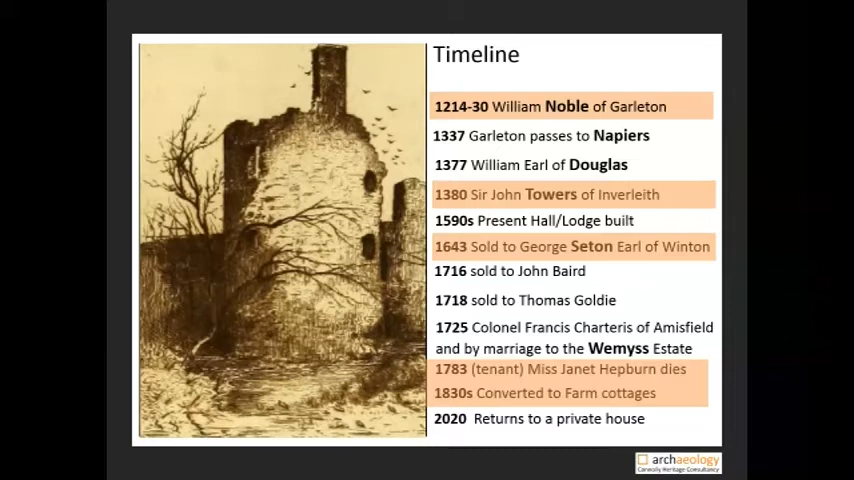 Timeline
1214-30 William Noble of Garleton
1337 Garleton passes to Napiers
1377 William Earl of Douglas
1380 Sir John Towers of Inverleith
1590s Present Hall/Lodge built
1643 Sold to George Seton Earl of Winton
1716 sold to John Baird
1718 sold to Thomas Goldie
1725 Colonel Francis Charteris of Amisfield
and by marriage to the Wemyss Estate
1783 (tenant) Miss Janet Hepburn dies
1830s Converted to Farm cottages
2020 Returns to a private house
archaeology
Connolly Heritage Consultancy